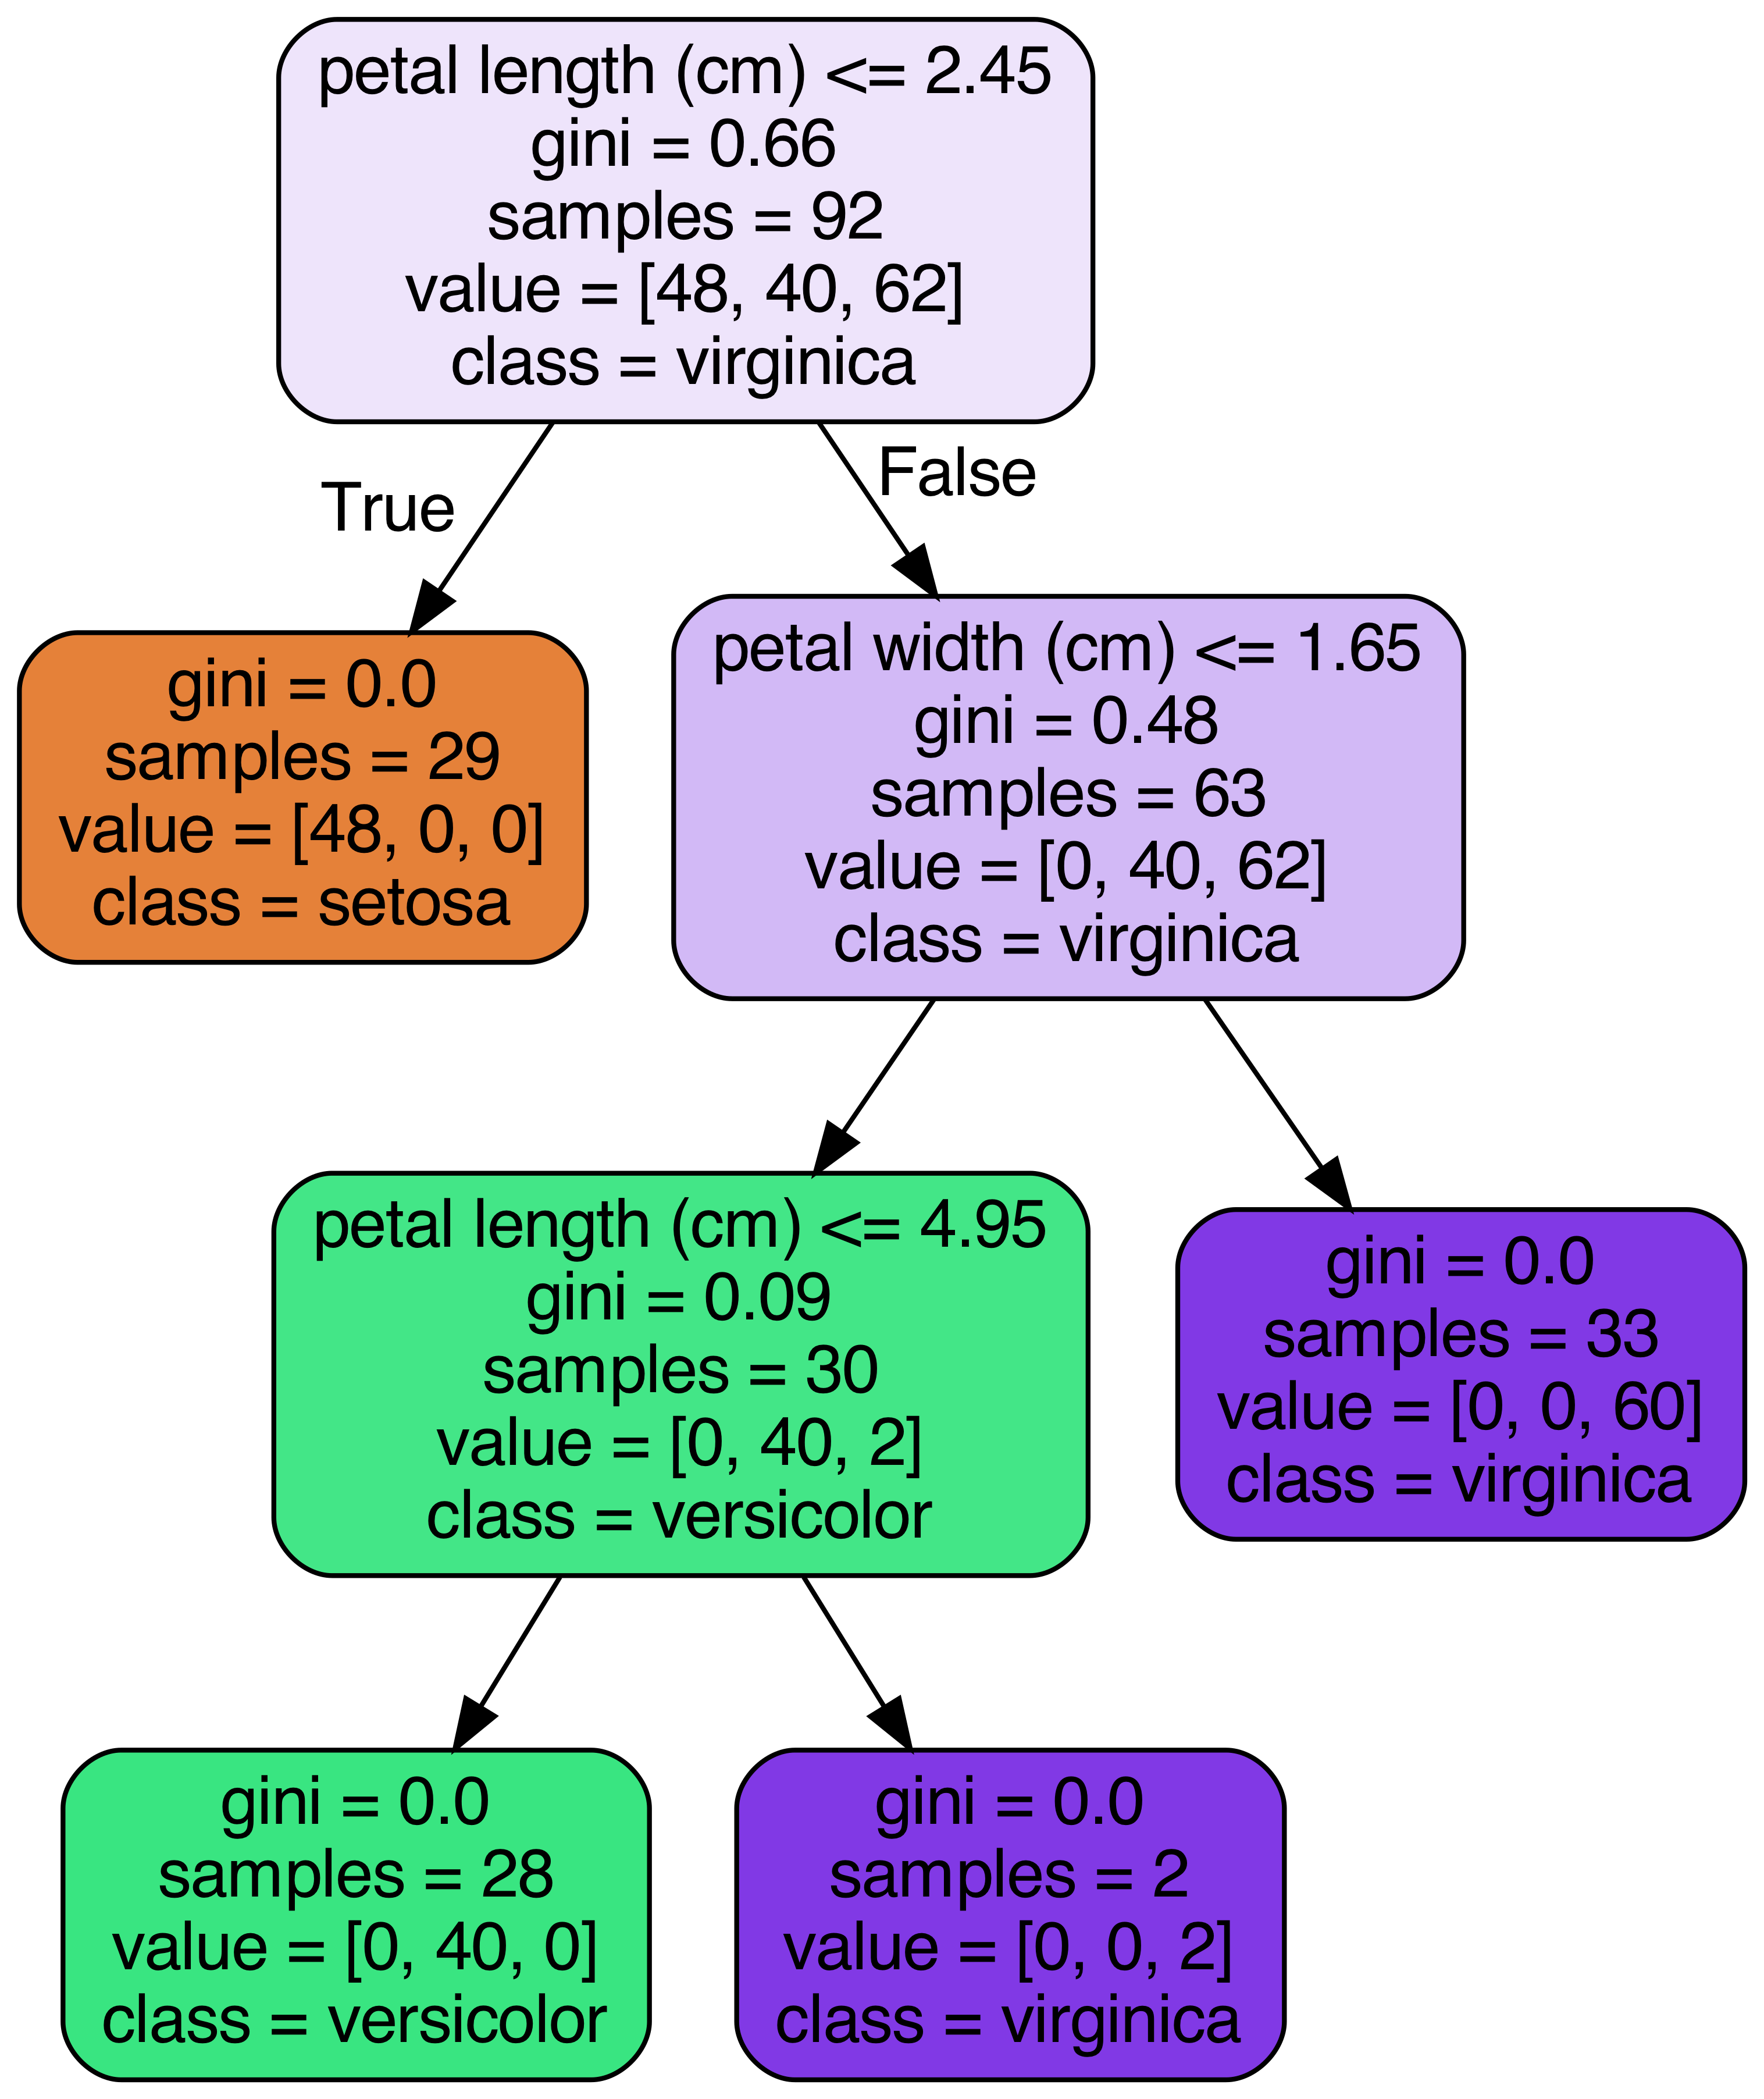 petal length (cm) <= 2.45
gini = 0.66
samples = 92
value = [48, 40, 62]
class = virginica
True
False
gini = 0.0
samples = 29
value = [48, 0, 0]
class = setosa
petal width (cm) <= 1.65
gini = 0.48
samples = 63
value = [0, 40, 62]
class = virginica
petal length (cm) <= 4.95
gini = 0.09
samples = 30
value = [0, 40, 2]
class = versicolor
gini = 0.0
samples = 33
value = [0, 0, 60]
class = virginica
gini = 0.0
samples = 28
value = [0, 40, 0]
class = versicolor
gini = 0.0
samples = 2
value = [0, 0, 2]
class = virginica